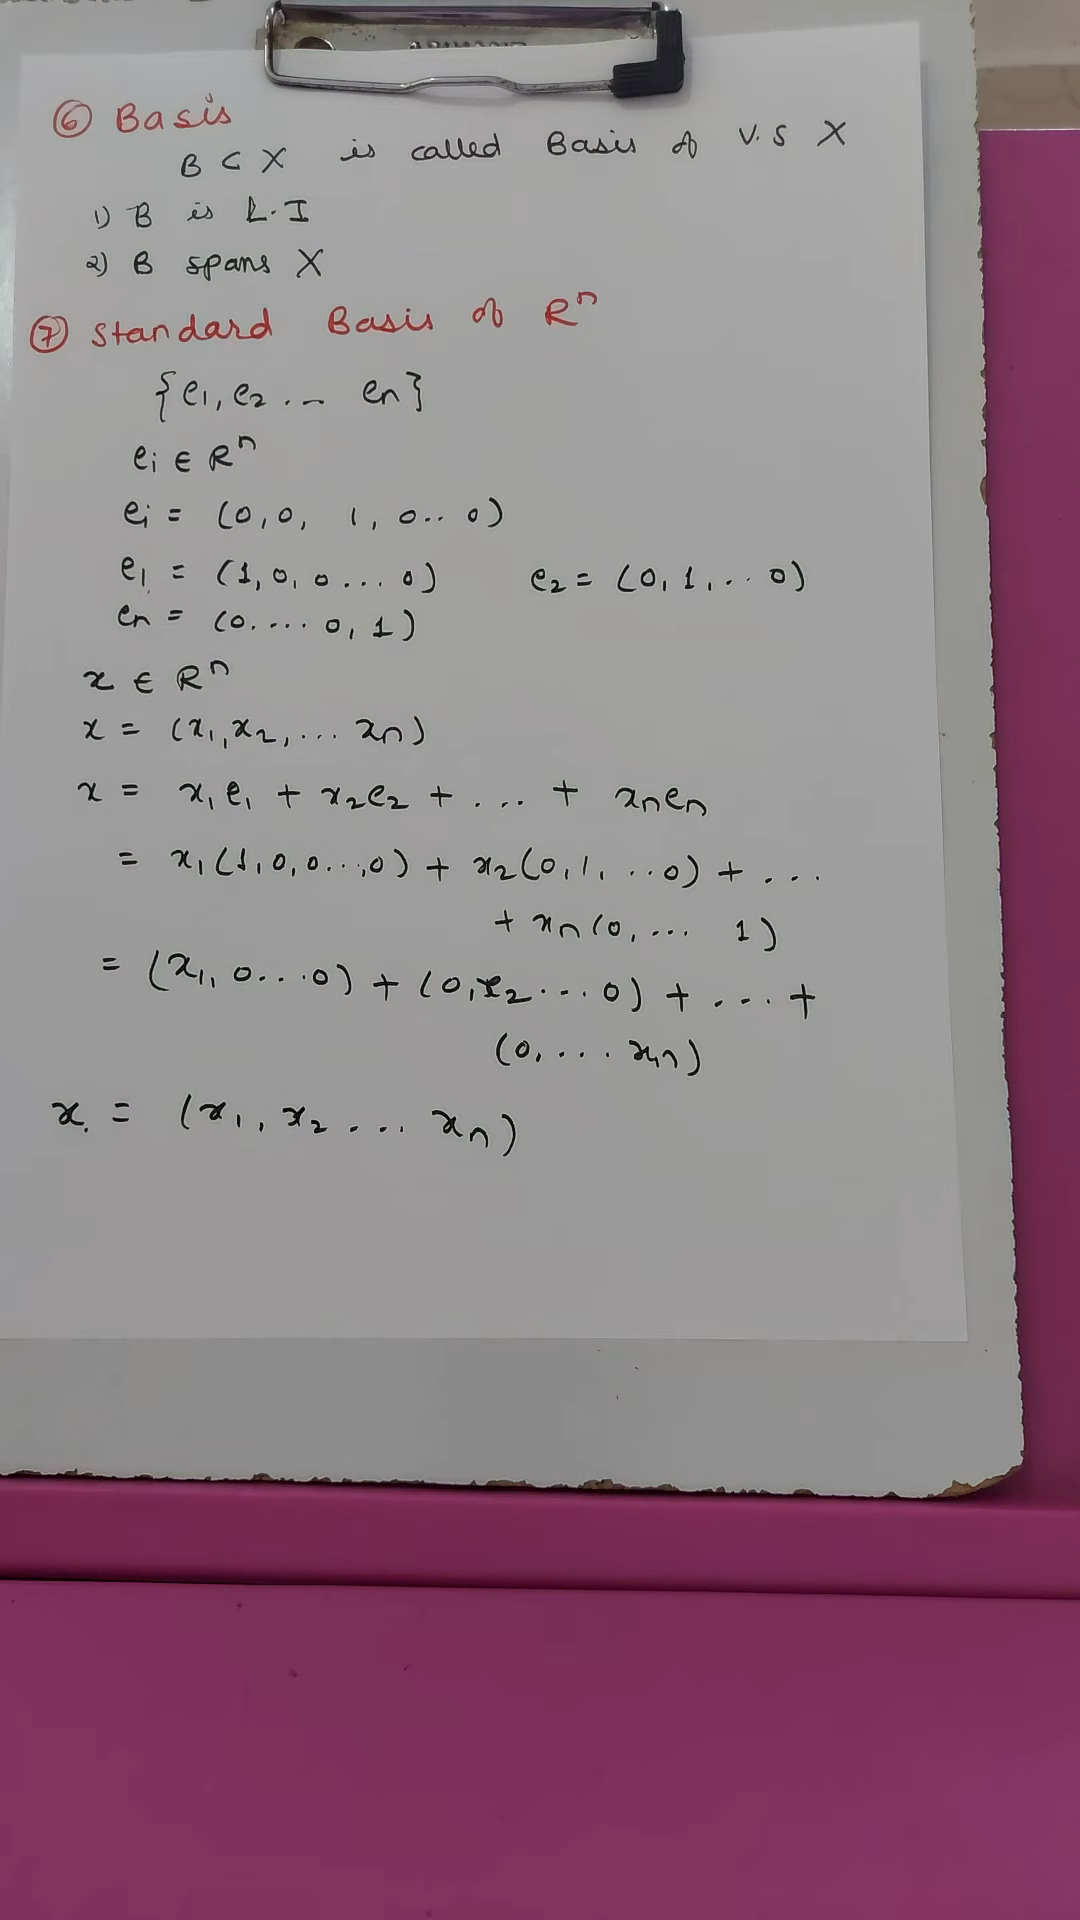 ⑥ Basis
B ⊂ X is called Basis of V.S X
1) B is L.I
2) B spans X
⑦ Standard Basis of Rⁿ
{e₁, e₂ ... eₙ}
eᵢ ∈ Rⁿ
eᵢ = (0,0, 1, 0.. 0)
e₁ = (1, 0, 0 ... 0) e₂ = (0, 1, .. 0)
eₙ = (0. ... 0, 1)
x ∈ Rⁿ
x = (x₁, x₂, ... xₙ)
x = x₁e₁ + x₂e₂ + ... + xₙeₙ
= x₁(1,0,0...,0) + x₂(0,1, ..0) + ...
+ xₙ(0, ... 1)
= (x₁, 0...0) + (0,x₂...0) + ... +
(0, ... xₙ)
x. = (x₁, x₂ ... xₙ)